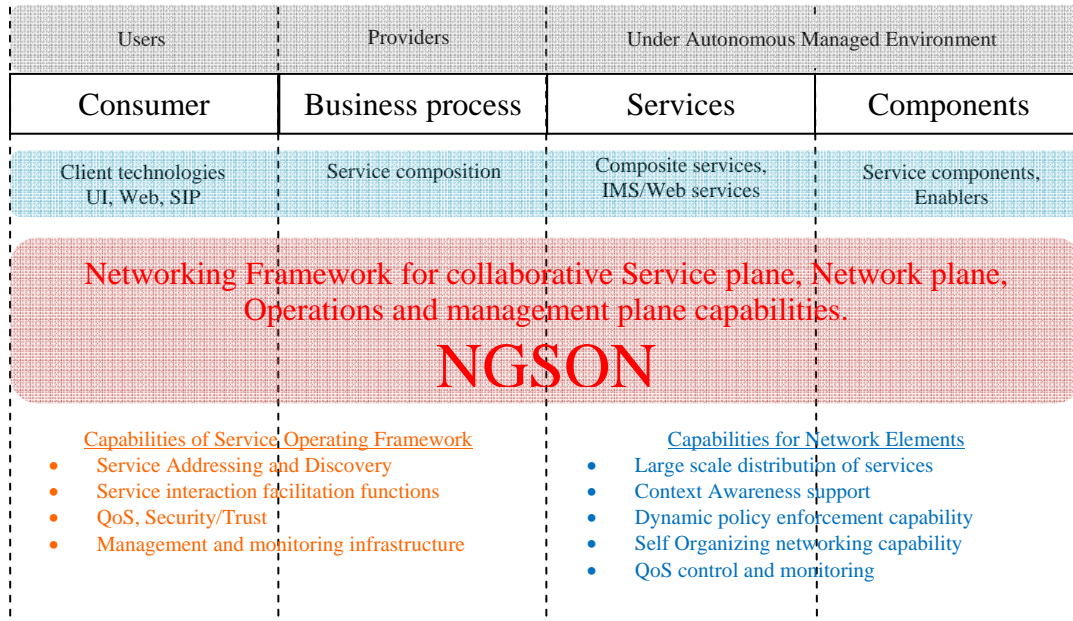 Users
Providers
Under Autonomous Managed Environment
Consumer
Business process
Services
Components
Client technologies
UI, Web, SIP
Service composition
Composite services,
IMS/Web services
Service components,
Enablers
Networking Framework for collaborative Service plane, Network plane,
Operations and management plane capabilities.
NGSON
Capabilities of Service Operating Framework
• Service Addressing and Discovery
• Service interaction facilitation functions
• QoS, Security/Trust
• Management and monitoring infrastructure
Capabilities for Network Elements
• Large scale distribution of services
• Context Awareness support
• Dynamic policy enforcement capability
• Self Organizing networking capability
• QoS control and monitoring